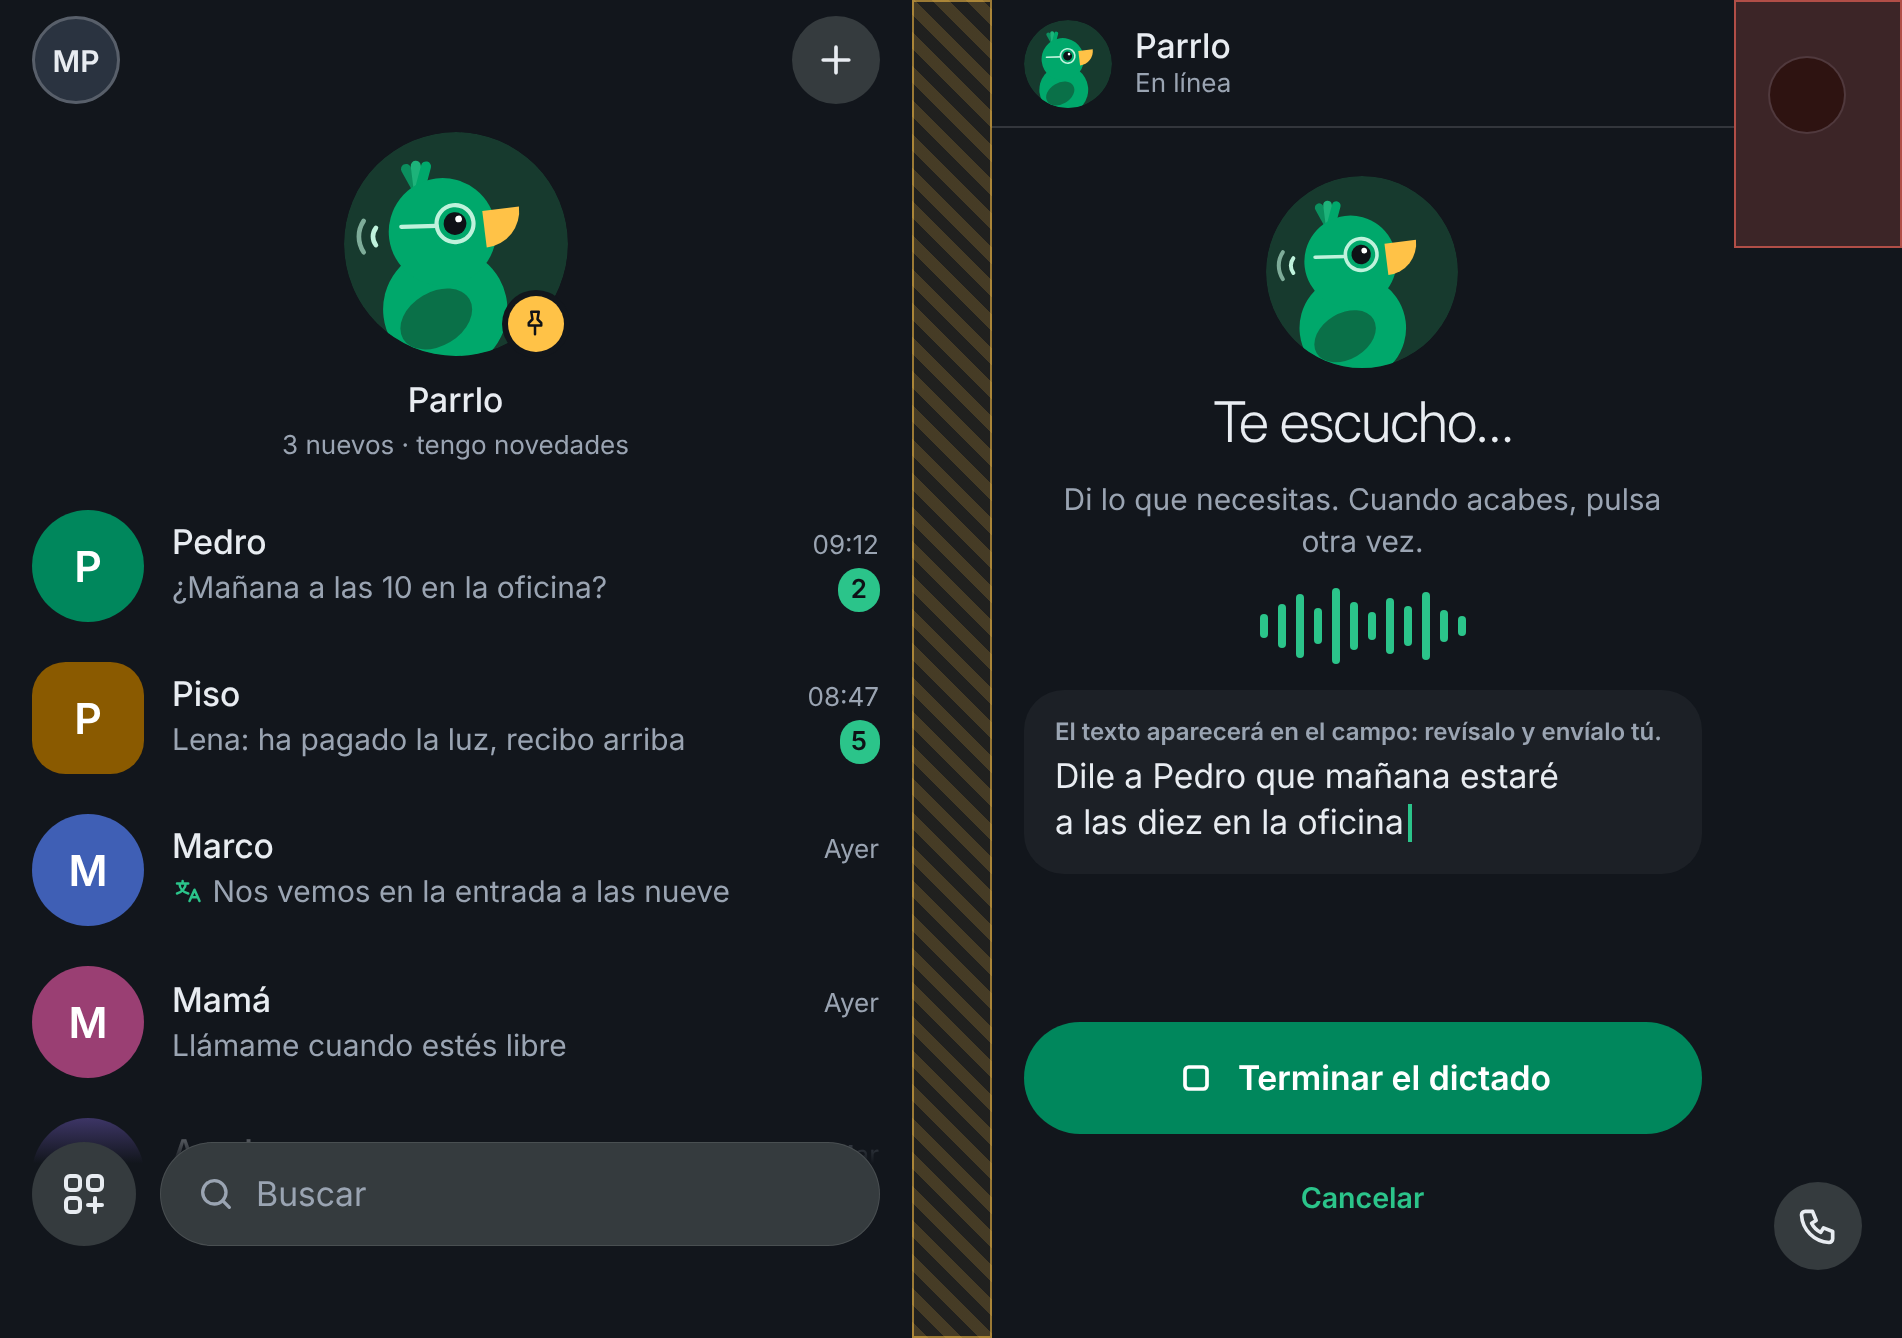 MP
Parrlo
3 nuevos · tengo novedades
P
Pedro
09:12
¿Mañana a las 10 en la oficina?
2
P
Piso
08:47
Lena: ha pagado la luz, recibo arriba
5
M
Marco
Ayer
Nos vemos en la entrada a las nueve
M
Mamá
Ayer
Llámame cuando estés libre
Buscar
Parrlo
En línea
Te escucho...
Di lo que necesitas. Cuando acabes, pulsa
otra vez.
El texto aparecerá en el campo: revísalo y envíalo tú.
Dile a Pedro que mañana estaré
a las diez en la oficina
Terminar el dictado
Cancelar